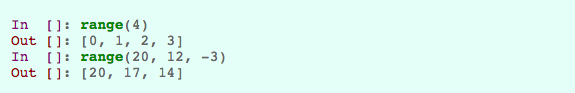 In  []: range(4)
Out []: [0, 1, 2, 3]
In  []: range(20, 12, -3)
Out []: [20, 17, 14]